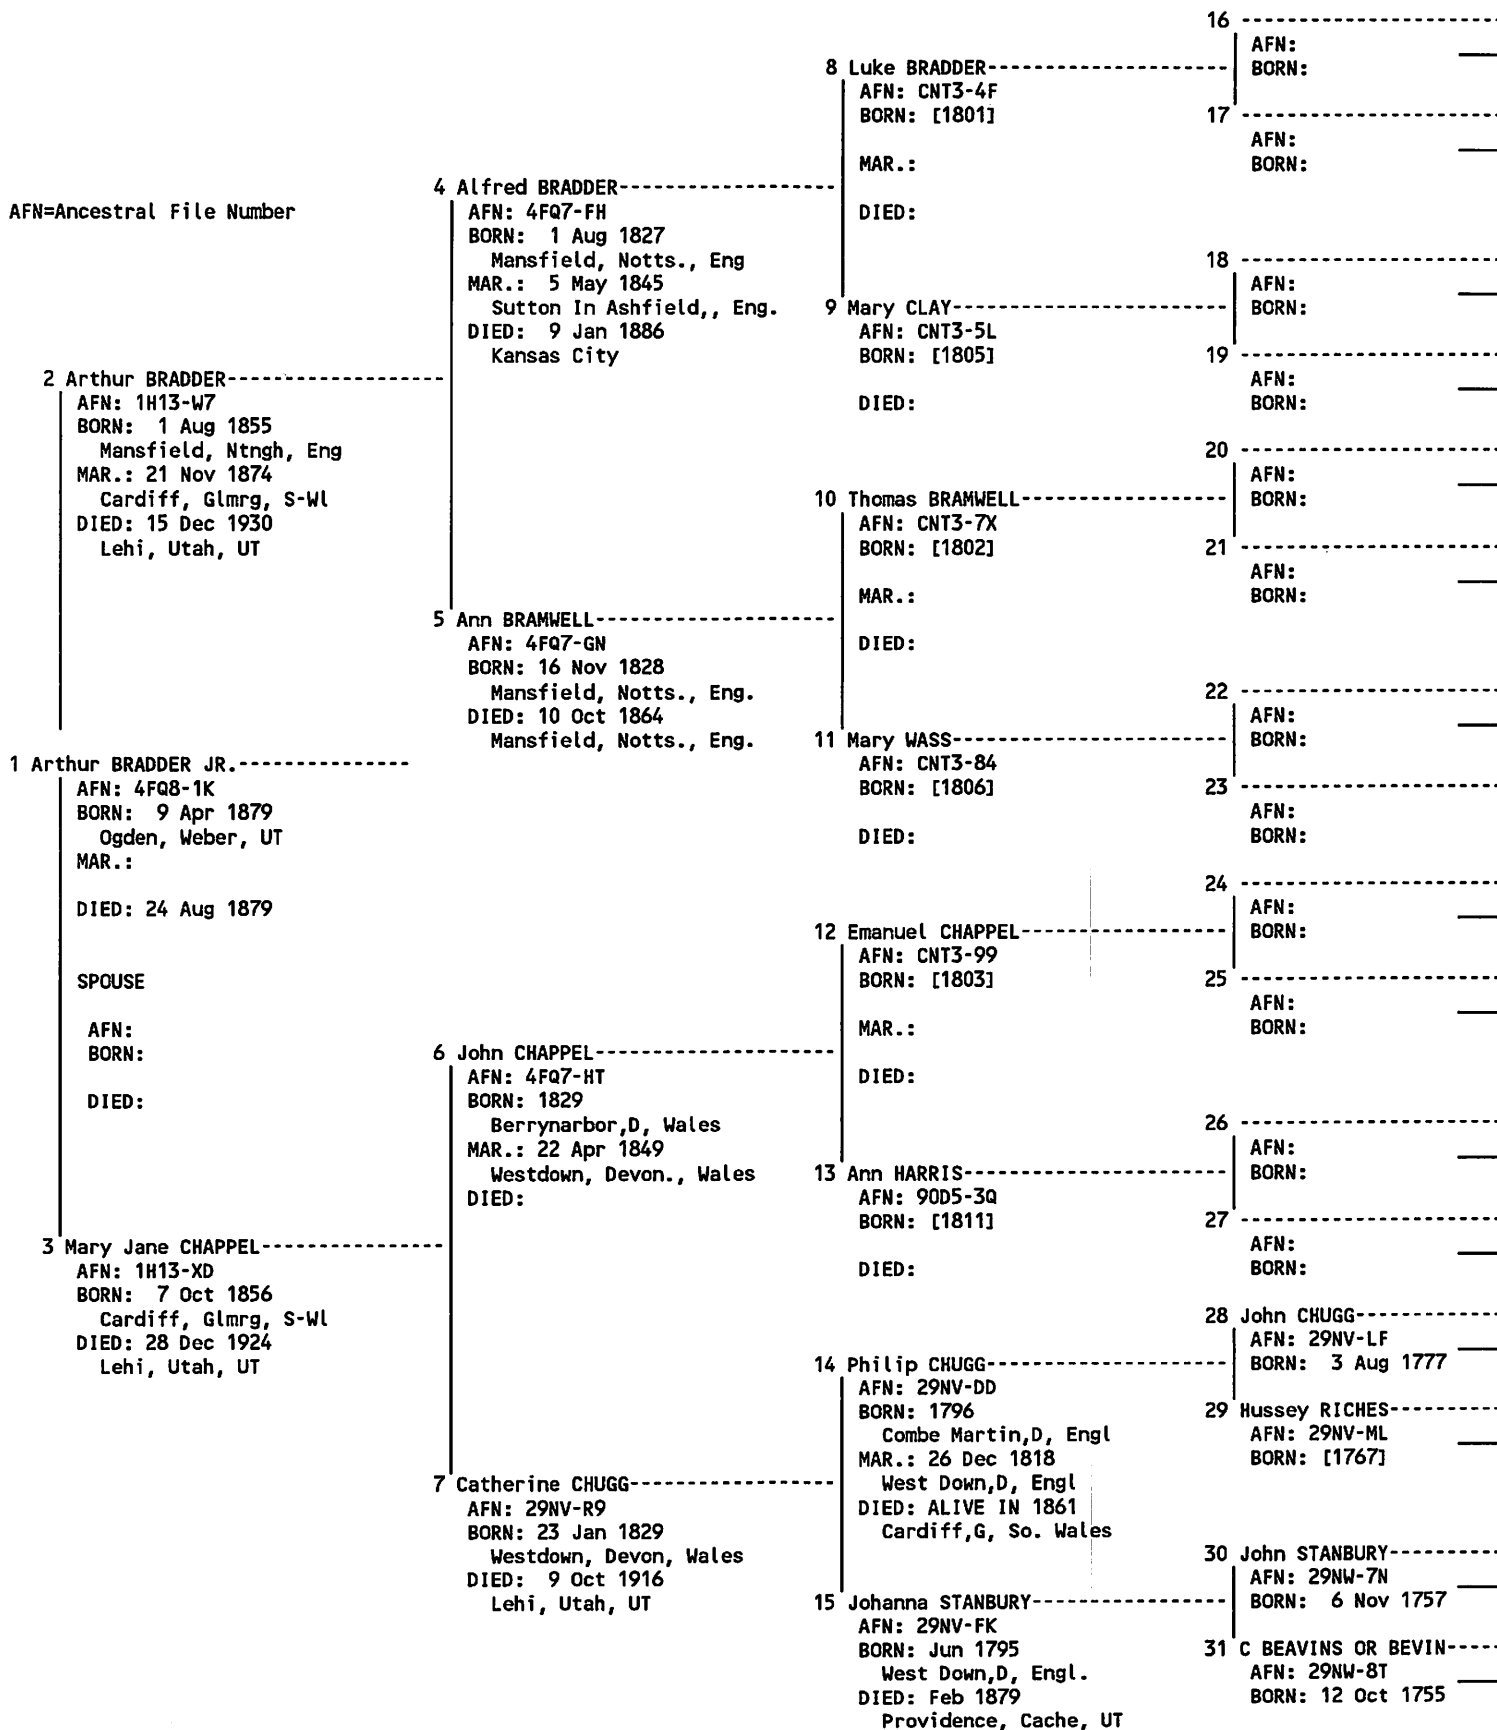 AFN=Ancestral File Number
1 Arthur BRADDER JR.
AFN: 4FQ8-1K
BORN: 9 Apr 1879
Ogden, Weber, UT
MAR.:
DIED: 24 Aug 1879
SPOUSE
AFN:
BORN:
DIED:
2 Arthur BRADDER
AFN: 1H13-W7
BORN: 1 Aug 1855
Mansfield, Ntngh, Eng
MAR.: 21 Nov 1874
Cardiff, Glmrg, S-Wl
DIED: 15 Dec 1930
Lehi, Utah, UT
3 Mary Jane CHAPPEL
AFN: 1H13-XD
BORN: 7 Oct 1856
Cardiff, Glmrg, S-Wl
DIED: 28 Dec 1924
Lehi, Utah, UT
4 Alfred BRADDER
AFN: 4FQ7-FH
BORN: 1 Aug 1827
Mansfield, Notts., Eng
MAR.: 5 May 1845
Sutton In Ashfield,, Eng.
DIED: 9 Jan 1886
Kansas City
5 Ann BRAMWELL
AFN: 4FQ7-GN
BORN: 16 Nov 1828
Mansfield, Notts., Eng.
DIED: 10 Oct 1864
Mansfield, Notts., Eng.
6 John CHAPPEL
AFN: 4FQ7-HT
BORN: 1829
Berrynarbor,D, Wales
MAR.: 22 Apr 1849
Westdown, Devon., Wales
DIED:
7 Catherine CHUGG
AFN: 29NV-R9
BORN: 23 Jan 1829
Westdown, Devon, Wales
DIED: 9 Oct 1916
Lehi, Utah, UT
8 Luke BRADDER
AFN: CNT3-4F
BORN: [1801]
MAR.:
DIED:
9 Mary CLAY
AFN: CNT3-5L
BORN: [1805]
DIED:
10 Thomas BRAMWELL
AFN: CNT3-7X
BORN: [1802]
MAR.:
DIED:
11 Mary WASS
AFN: CNT3-84
BORN: [1806]
DIED:
12 Emanuel CHAPPEL
AFN: CNT3-99
BORN: [1803]
MAR.:
DIED:
13 Ann HARRIS
AFN: 90D5-3Q
BORN: [1811]
DIED:
14 Philip CHUGG
AFN: 29NV-DD
BORN: 1796
Combe Martin,D, Engl
MAR.: 26 Dec 1818
West Down,D, Engl
DIED: ALIVE IN 1861
Cardiff,G, So. Wales
15 Johanna STANBURY
AFN: 29NV-FK
BORN: Jun 1795
West Down,D, Engl.
DIED: Feb 1879
Providence, Cache, UT
16
AFN:
BORN:
17
AFN:
BORN:
18
AFN:
BORN:
19
AFN:
BORN:
20
AFN:
BORN:
21
AFN:
BORN:
22
AFN:
BORN:
23
AFN:
BORN:
24
AFN:
BORN:
25
AFN:
BORN:
26
AFN:
BORN:
27
AFN:
BORN:
28 John CHUGG
AFN: 29NV-LF
BORN: 3 Aug 1777
29 Hussey RICHES
AFN: 29NV-ML
BORN: [1767]
30 John STANBURY
AFN: 29NW-7N
BORN: 6 Nov 1757
31 C BEAVINS OR BEVIN
AFN: 29NW-8T
BORN: 12 Oct 1755